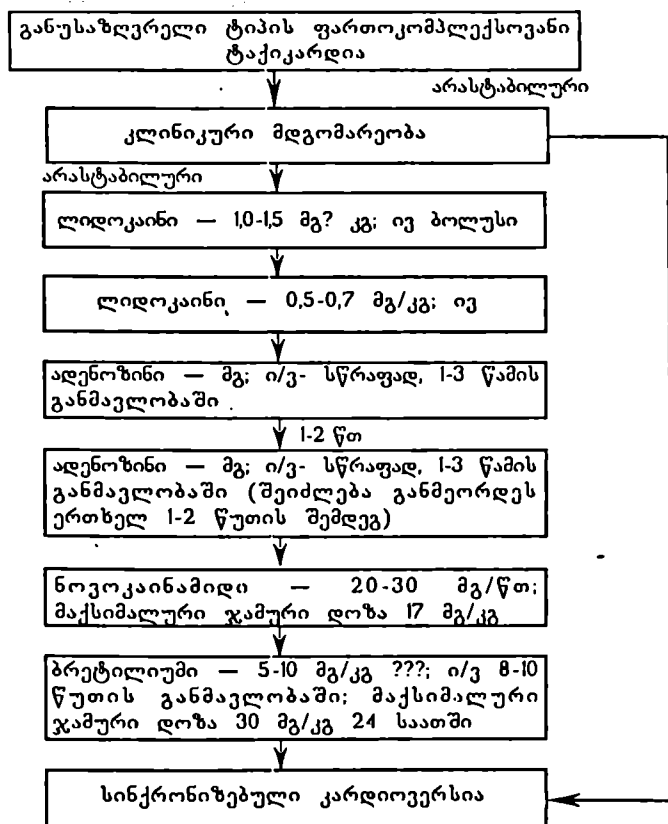 განუსაზღვრელი ტიპის ფართოკომპლექსოვანი
ტაქიკარდია
არასტაბილური
კლინიკური მდგომარეობა
არასტაბილური
ლიდოკაინი — 1,0-1,5 მგ? კგ; ივ ბოლუსი
ლიდოკაინი — 0,5-0,7 მგ/კგ; ივ
ადენოზინი — მგ; ი/ვ- სწრაფად, 1-3 წამის
განმავლობაში
1-2 წთ
ადენოზინი — მგ; ი/ვ- სწრაფად, 1-3 წამის
განმავლობაში (შეიძლება განმეორდეს
ერთხელ 1-2 წუთის შემდეგ)
ნოვოკაინამიდი — 20-30 მგ/წთ;
მაქსიმალური ჯამური დოზა 17 მგ/კგ
ბრეტილიუმი — 5-10 მგ/კგ ???; ი/ვ 8-10
წუთის განმავლობაში; მაქსიმალური
ჯამური დოზა 30 მგ/კგ 24 საათში
სინქრონიზებული კარდიოვერსია